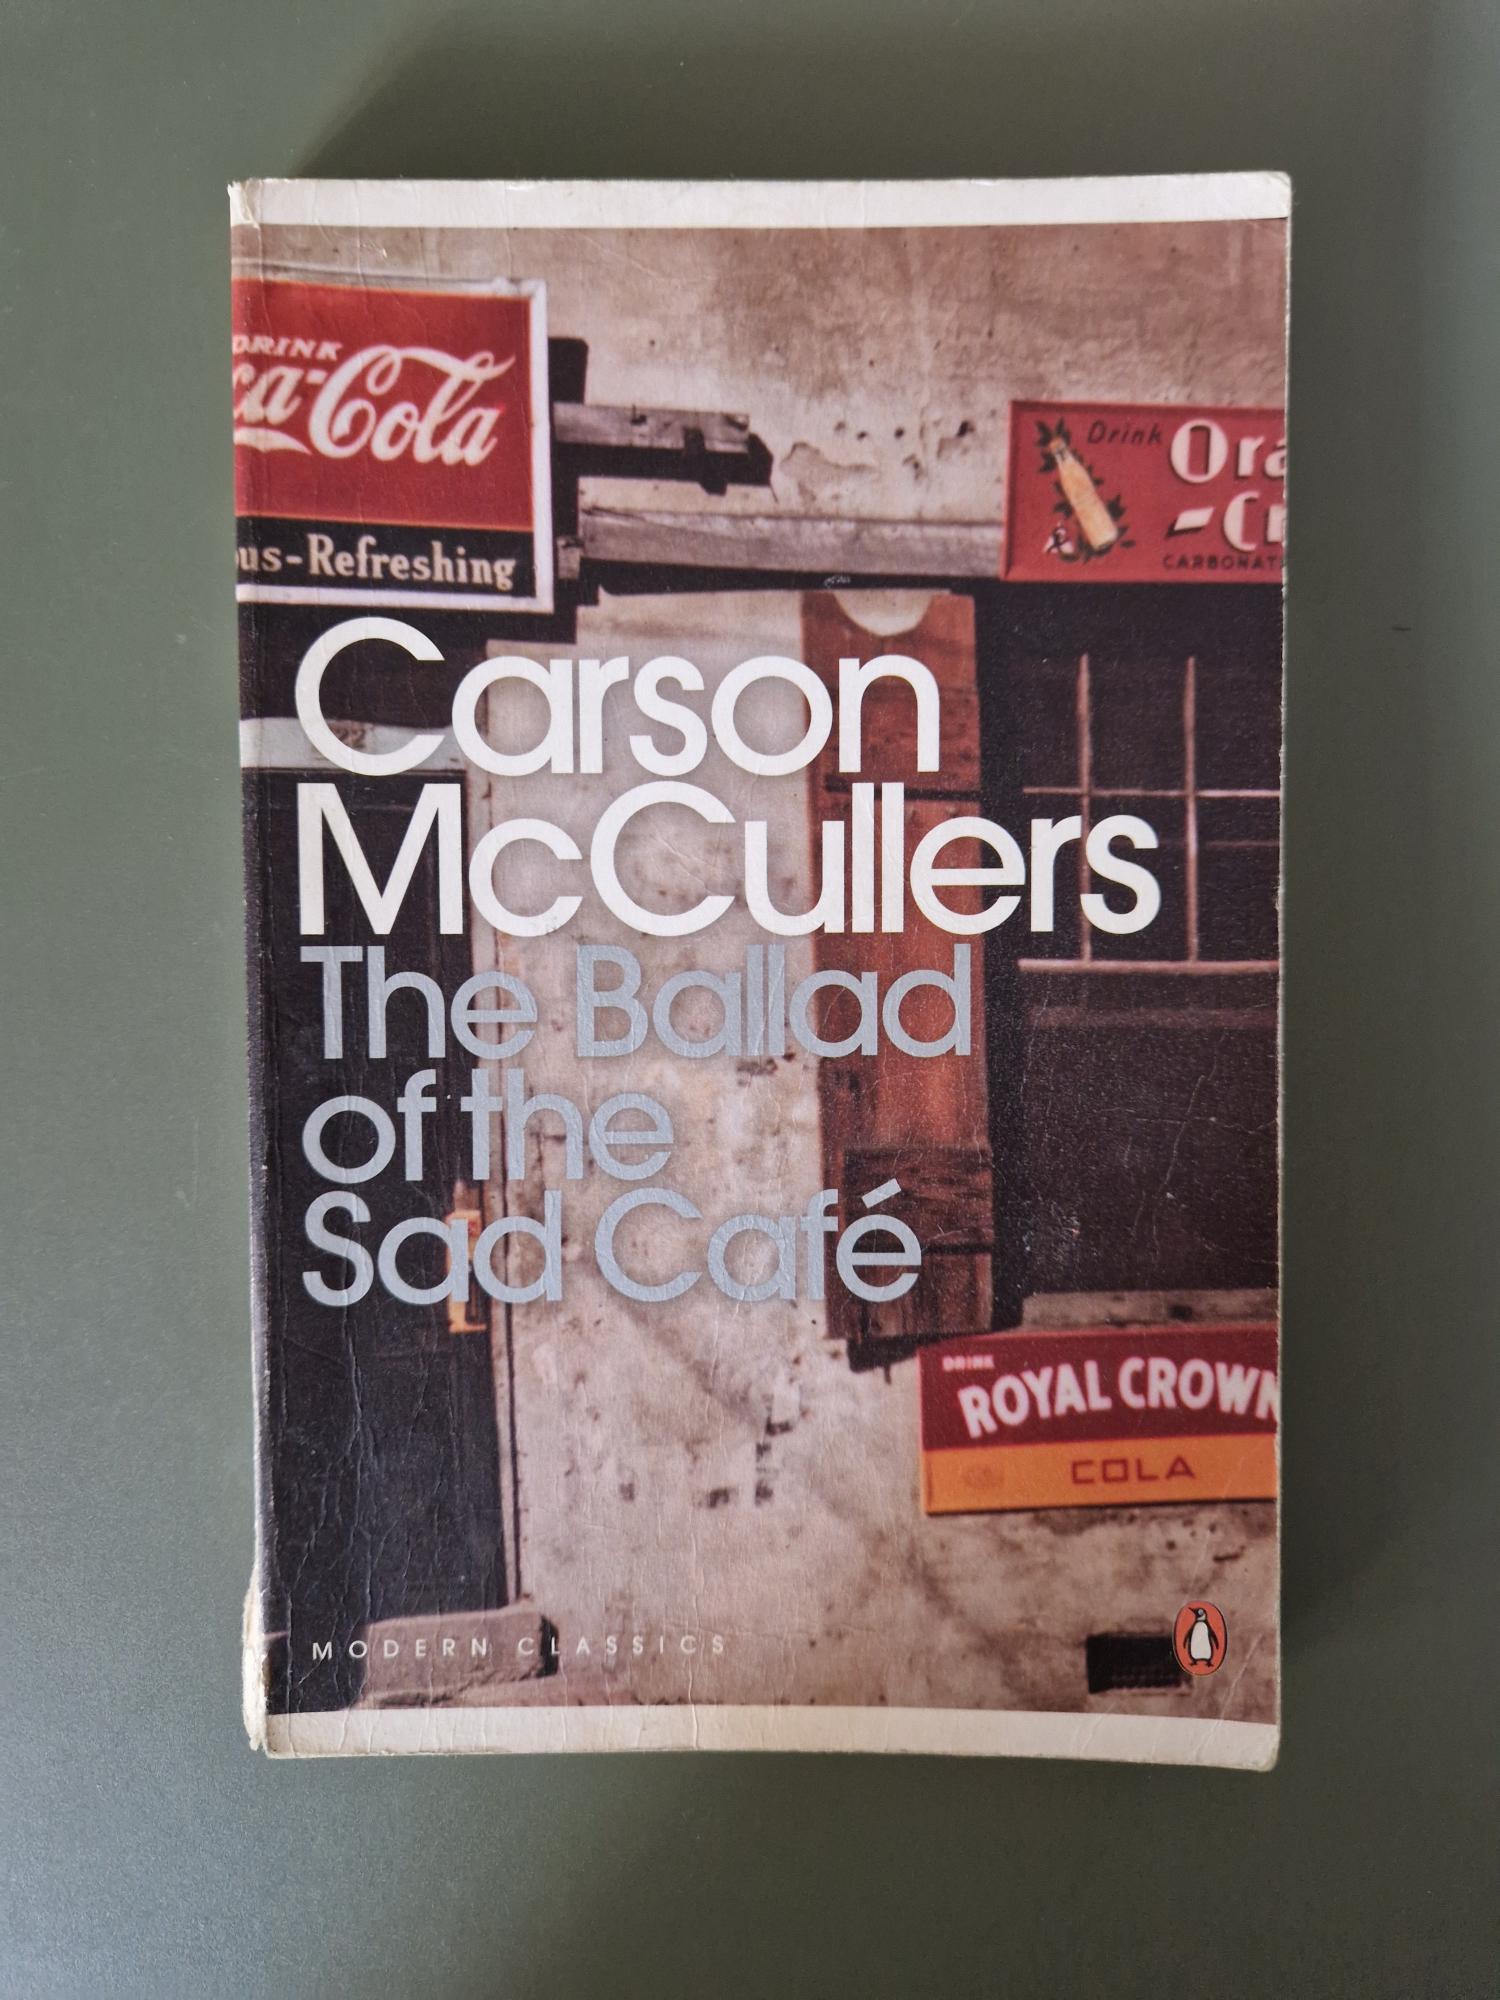 DRINK
ca-Cola
ous-Refreshing
Drink Ora
-Cr
CARBONAT
Carson
McCullers
The Ballad
of the
Sad Café
DRINK
ROYAL CROWN
COLA
MODERN CLASSICS